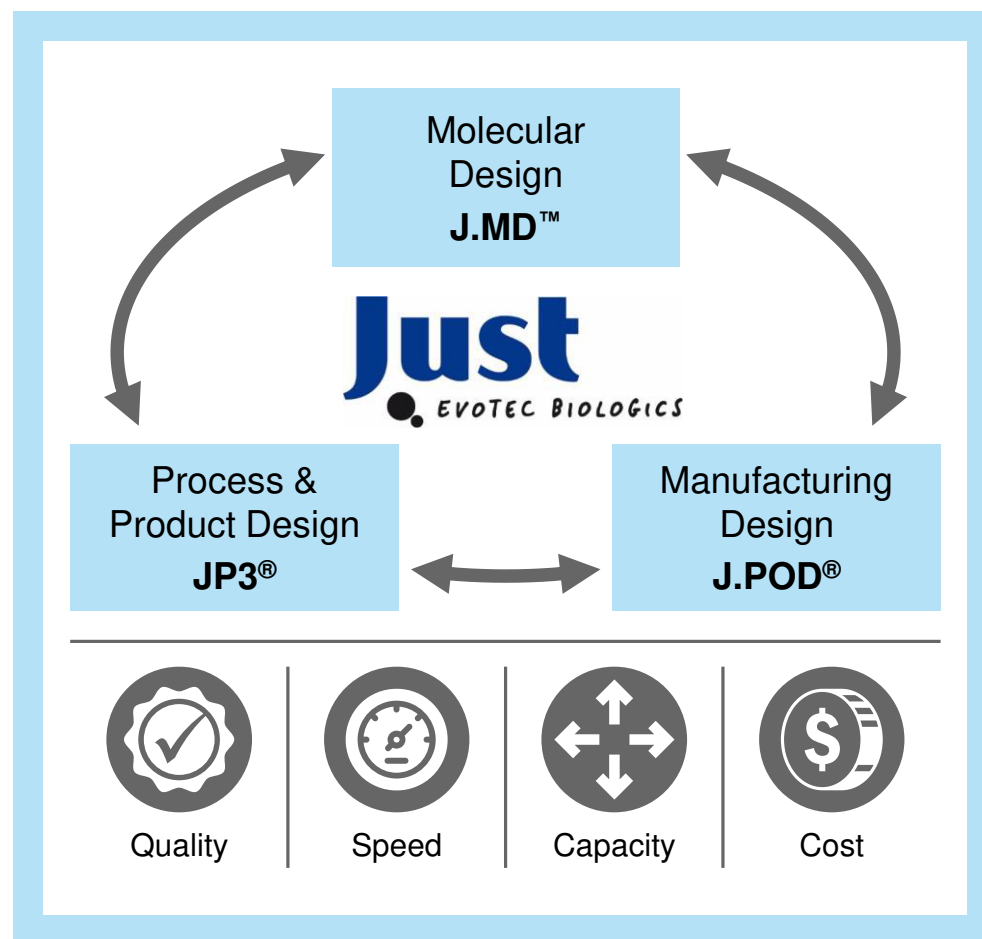 Molecular
Design
J.MD™
Just
EVOTEC BIOLOGICS
Process &
Product Design
JP3®
Manufacturing
Design
J.POD®
Quality
Speed
Capacity
$
Cost